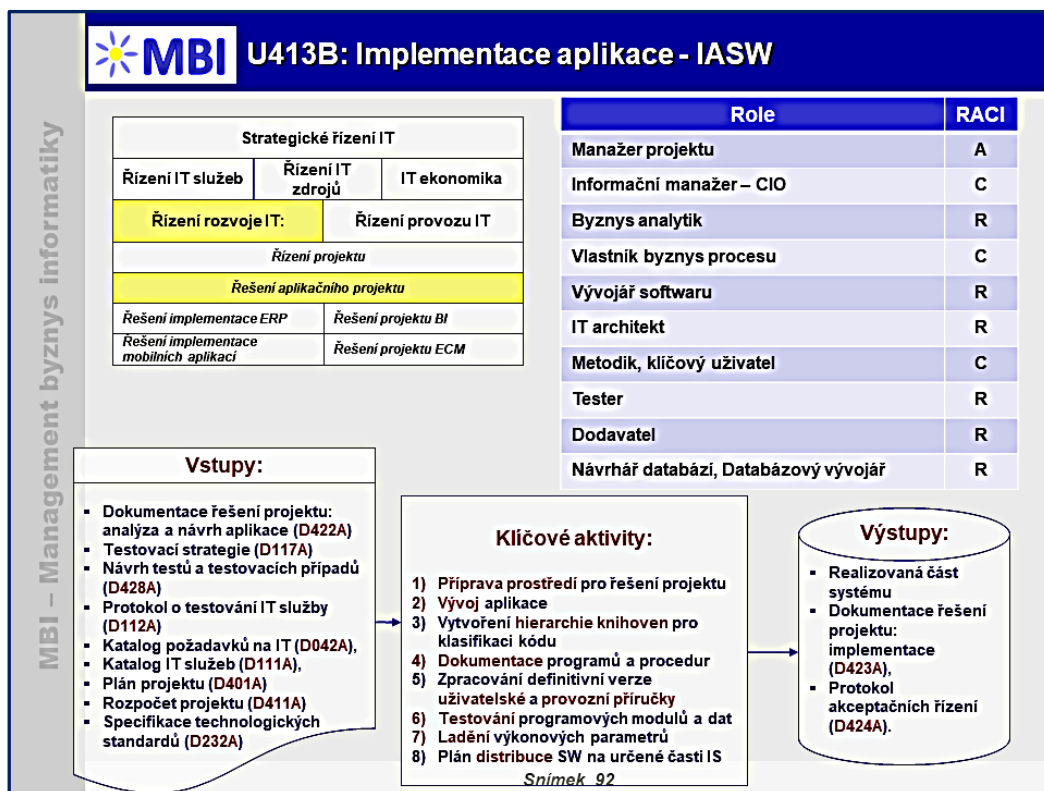 MBI
U413B: Implementace aplikace - IASW
MBI – Management byznys informatiky
Strategické řízení IT
Řízení IT služeb
Řízení IT
zdrojů
IT ekonomika
Řízení rozvoje IT:
Řízení provozu IT
Řízení projektu
Řešení aplikačního projektu
Řešení implementace ERP
Řešení projektu BI
Řešení implementace
mobilních aplikací
Řešení projektu ECM
Role RACI
Manažer projektu A
Informační manažer – CIO C
Byznys analytik R
Vlastník byznys procesu C
Vývojář softwaru R
IT architekt R
Metodik, klíčový uživatel C
Tester R
Dodavatel R
Návrhář databází, Databázový vývojář R
Vstupy:
▪ Dokumentace řešení projektu:
analýza a návrh aplikace (D422A)
▪ Testovací strategie (D117A)
▪ Návrh testů a testovacích případů
(D428A)
▪ Protokol o testování IT služby
(D112A)
▪ Katalog požadavků na IT (D042A),
▪ Katalog IT služeb (D111A),
▪ Plán projektu (D401A)
▪ Rozpočet projektu (D411A)
▪ Specifikace technologických
standardů (D232A)
Klíčové aktivity:
1) Příprava prostředí pro řešení projektu
2) Vývoj aplikace
3) Vytvoření hierarchie knihoven pro
klasifikaci kódu
4) Dokumentace programů a procedur
5) Zpracování definitivní verze
uživatelské a provozní příručky
6) Testování programových modulů a dat
7) Ladění výkonových parametrů
8) Plán distribuce SW na určené části IS
Výstupy:
▪ Realizovaná část
systému
▪ Dokumentace řešení
projektu:
implementace
(D423A),
▪ Protokol
akceptačních řízení
(D424A).
Snímek 92